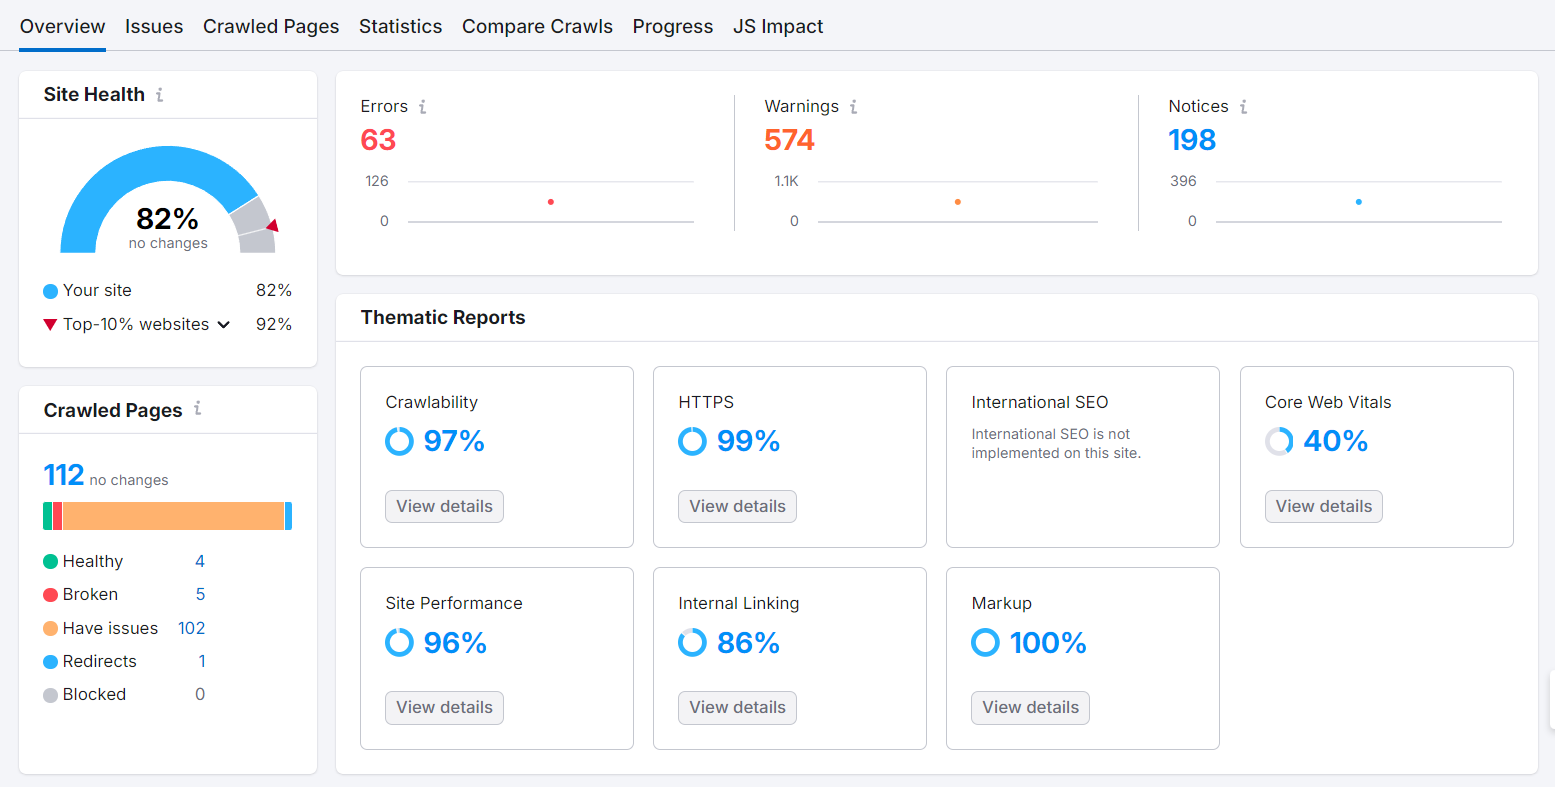 Overview Issues Crawled Pages Statistics Compare Crawls Progress JS Impact
Site Health
82%
no changes
Your site 82%
Top-10% websites 92%
Crawled Pages
112 no changes
Healthy 4
Broken 5
Have issues 102
Redirects 1
Blocked 0
Errors
63
126
0
Warnings
574
1.1K
0
Notices
198
396
0
Thematic Reports
Crawlability
97%
View details
HTTPS
99%
View details
International SEO
International SEO is not
implemented on this site.
Core Web Vitals
40%
View details
Site Performance
96%
View details
Internal Linking
86%
View details
Markup
100%
View details